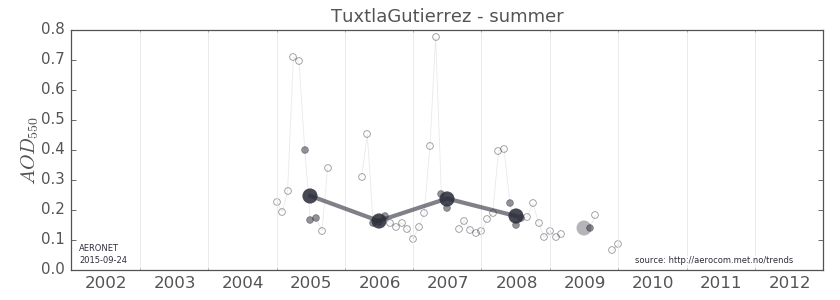 TuxtlaGutierrez - summer
0.8
0.7
0.6
0.5
0.4
0.3
0.2
0.1
0.0
AOD550
AERONET
2015-09-24
source: http://aerocom.met.no/trends
2002 2003 2004 2005 2006 2007 2008 2009 2010 2011 2012